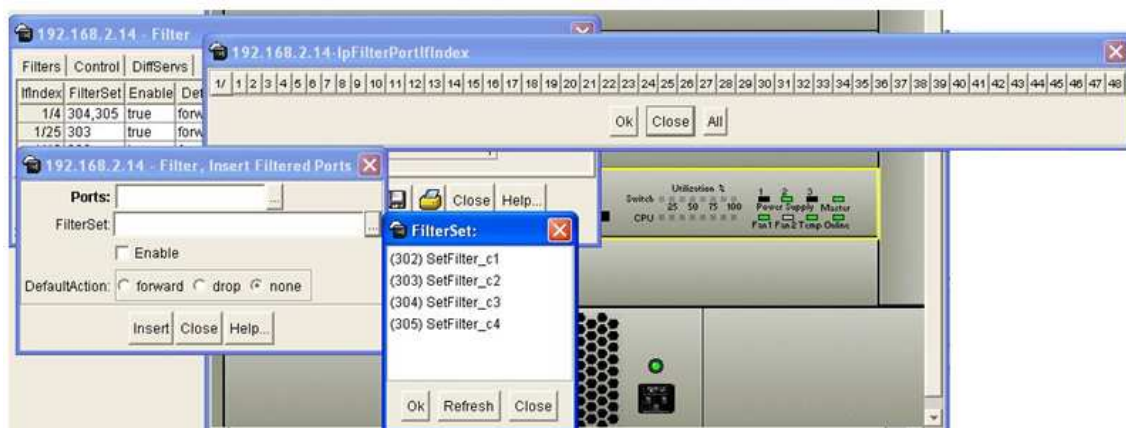 192.168.2.14 - Filter
Filters Control DiffServs
IfIndex FilterSet Enable Def
1/4 304,305 true forw
1/25 303 true forw
192.168.2.14-IpFilterPortIfIndex
1/ 1 2 3 4 5 6 7 8 9 10 11 12 13 14 15 16 17 18 19 20 21 22 23 24 25 26 27 28 29 30 31 32 33 34 35 36 37 38 39 40 41 42 43 44 45 46 47 48
Ok Close All
192.168.2.14 - Filter, Insert Filtered Ports
Ports: ...
FilterSet: ...
Enable
DefaultAction: forward drop none
Insert Close Help...
Close Help...
FilterSet:
(302) SetFilter_c1
(303) SetFilter_c2
(304) SetFilter_c3
(305) SetFilter_c4
Ok Refresh Close
Utilization %
Switch
25 50 75 100
CPU
1 2 3
Power Supply Master
Fan1 Fan2 Temp Online